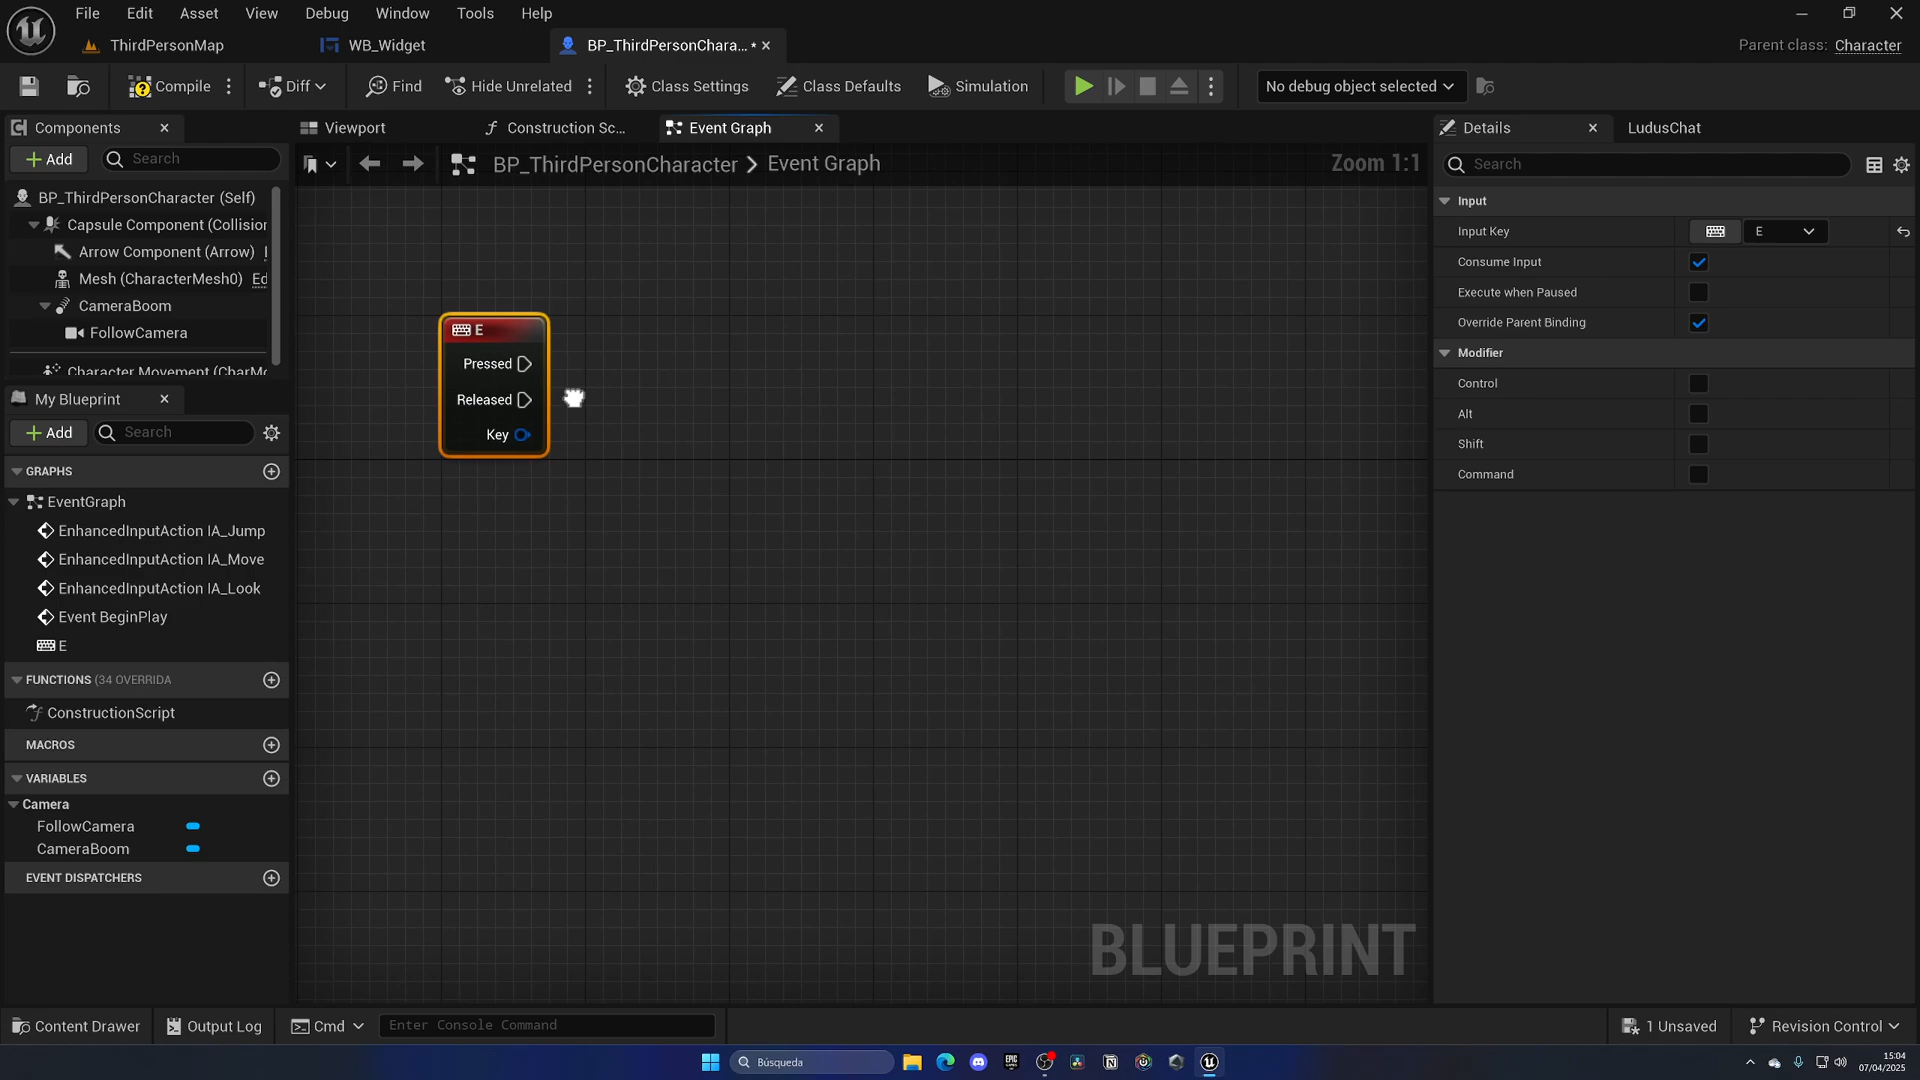 File Edit Asset View Debug Window Tools Help
ThirdPersonMap WB_Widget BP_ThirdPersonChara... * Parent class: Character
Compile Diff Find Hide Unrelated Class Settings Class Defaults Simulation No debug object selected
Components Viewport Construction Sc... Event Graph Details LudusChat
+ Add Search BP_ThirdPersonCharacter > Event Graph Zoom 1:1 Search
BP_ThirdPersonCharacter (Self)
Capsule Component (Collision
Arrow Component (Arrow)
Mesh (CharacterMesh0) Ed
CameraBoom
FollowCamera
Character Movement (CharMo
My Blueprint
+ Add Search
GRAPHS
EventGraph
EnhancedInputAction IA_Jump
EnhancedInputAction IA_Move
EnhancedInputAction IA_Look
Event BeginPlay
E
FUNCTIONS (34 OVERRIDA
ConstructionScript
MACROS
VARIABLES
Camera
FollowCamera
CameraBoom
EVENT DISPATCHERS
E
Pressed
Released
Key
BLUEPRINT
Input
Input Key E
Consume Input
Execute when Paused
Override Parent Binding
Modifier
Control
Alt
Shift
Command
Content Drawer Output Log Cmd Enter Console Command 1 Unsaved Revision Control
Búsqueda
15:04
07/04/2025